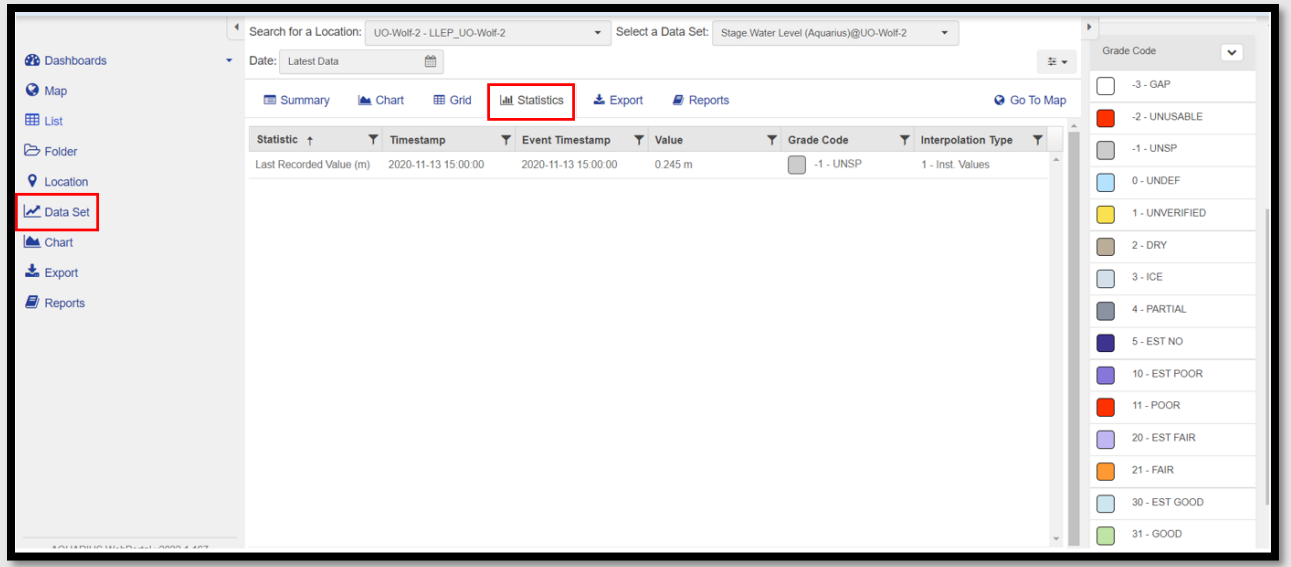 Search for a Location: UO-Wolf-2 - LLEP_UO-Wolf-2 Select a Data Set: Stage.Water Level (Aquarius)@UO-Wolf-2
Date: Latest Data
Dashboards
Map
List
Folder
Location
Data Set
Chart
Export
Reports
Summary Chart Grid Statistics Export Reports Go To Map
Statistic ↑ Timestamp Event Timestamp Value Grade Code Interpolation Type
Last Recorded Value (m) 2020-11-13 15:00:00 2020-11-13 15:00:00 0.245 m -1 - UNSP 1 - Inst. Values
Grade Code
-3 - GAP
-2 - UNUSABLE
-1 - UNSP
0 - UNDEF
1 - UNVERIFIED
2 - DRY
3 - ICE
4 - PARTIAL
5 - EST NO
10 - EST POOR
11 - POOR
20 - EST FAIR
21 - FAIR
30 - EST GOOD
31 - GOOD